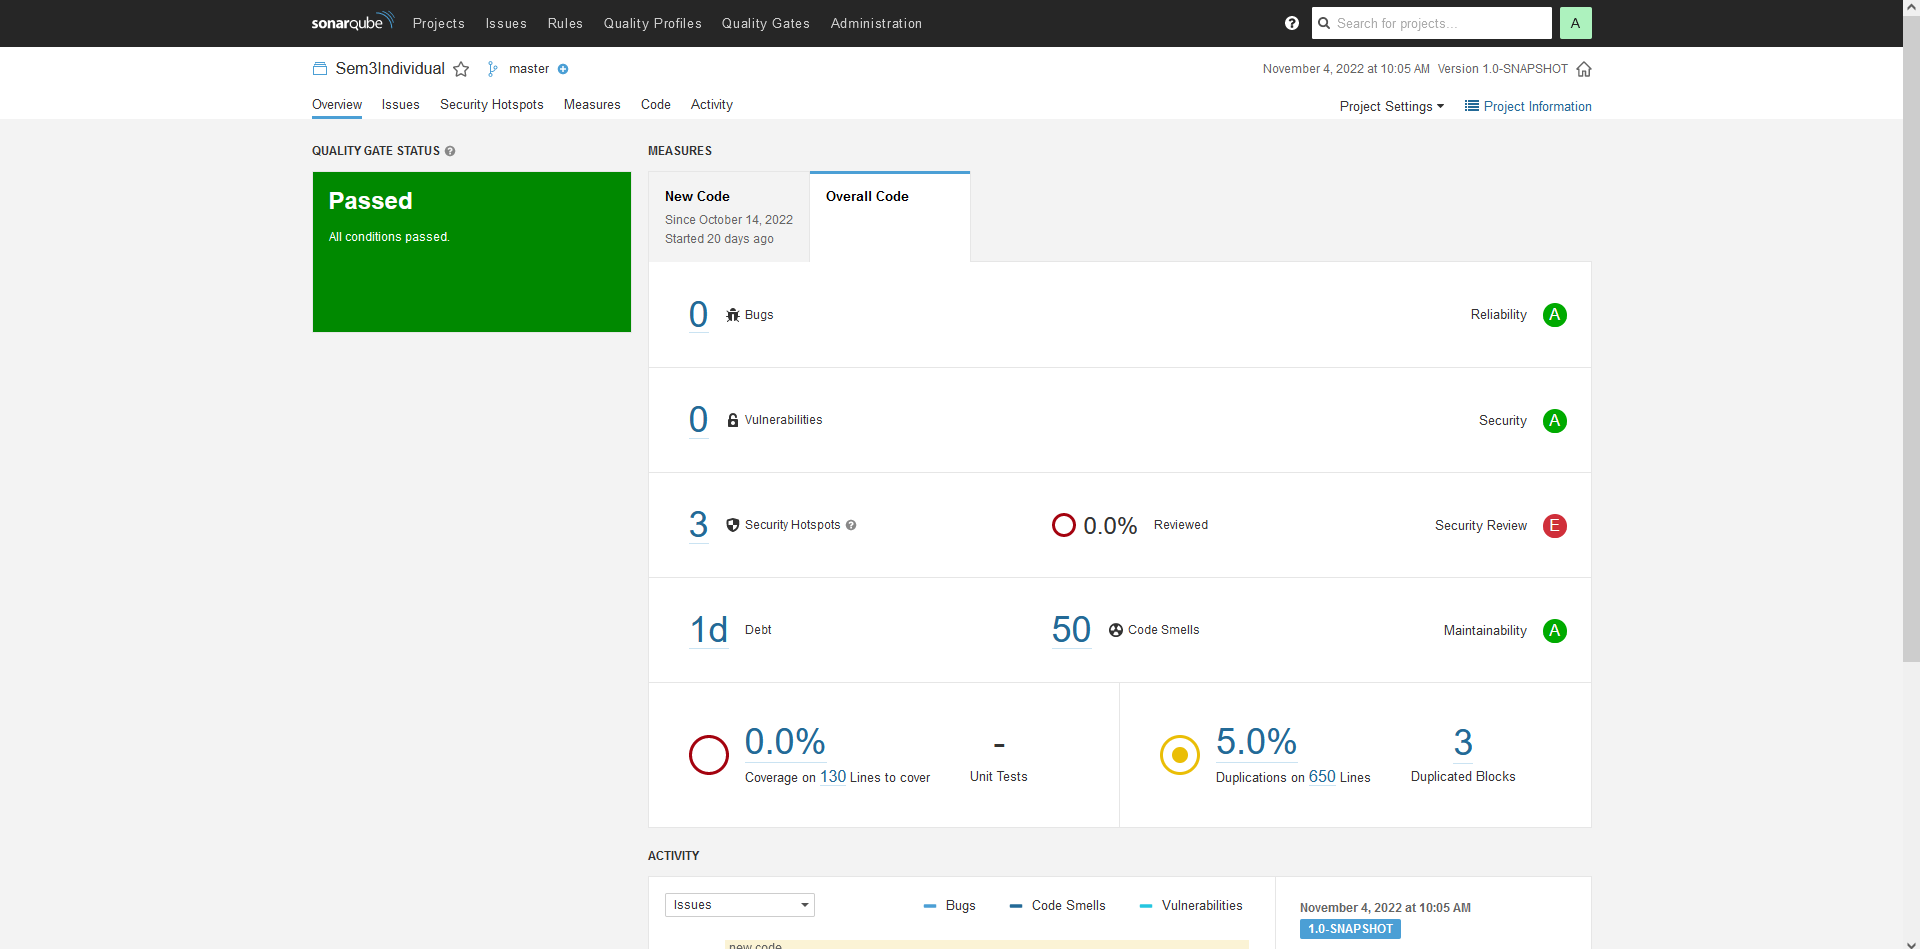 sonarqube Projects Issues Rules Quality Profiles Quality Gates Administration ? Search for projects... A
Sem3Individual master November 4, 2022 at 10:05 AM Version 1.0-SNAPSHOT
Overview Issues Security Hotspots Measures Code Activity Project Settings Project Information
QUALITY GATE STATUS ?
Passed
All conditions passed.
MEASURES
New Code
Since October 14, 2022
Started 20 days ago
Overall Code
0 Bugs Reliability A
0 Vulnerabilities Security A
3 Security Hotspots ? 0.0% Reviewed Security Review E
1d Debt 50 Code Smells Maintainability A
0.0%
Coverage on 130 Lines to cover
-
Unit Tests
5.0%
Duplications on 650 Lines
3
Duplicated Blocks
ACTIVITY
Issues Bugs Code Smells Vulnerabilities
new code
November 4, 2022 at 10:05 AM
1.0-SNAPSHOT